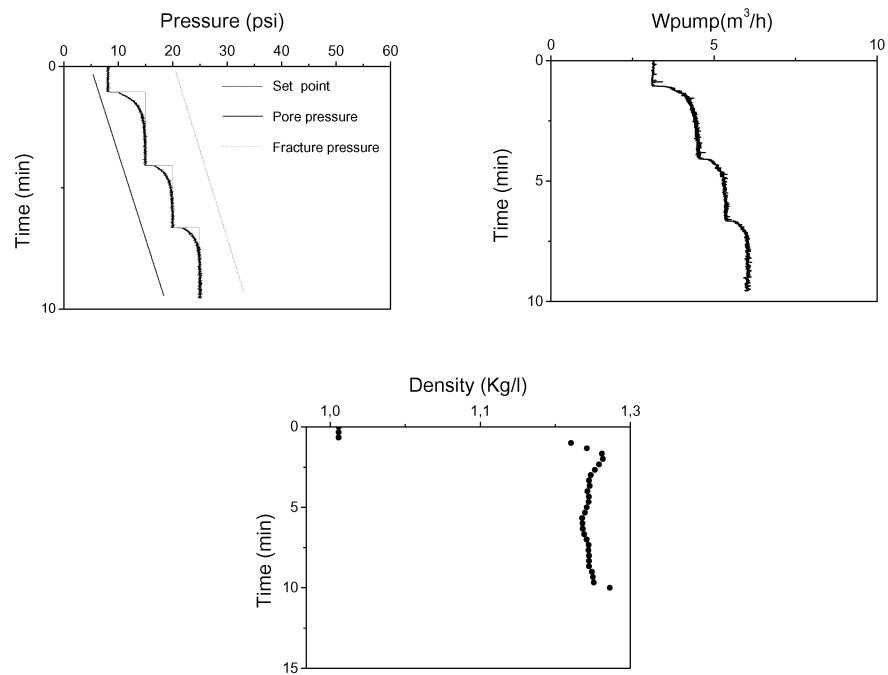 Pressure (psi)
0 10 20 30 40 50 60
0
10
Time (min)
Set point
Pore pressure
Fracture pressure
Wpump(m³/h)
0 5 10
0
5
10
Time (min)
Density (Kg/l)
1,0 1,1 1,3
0
5
10
15
Time (min)